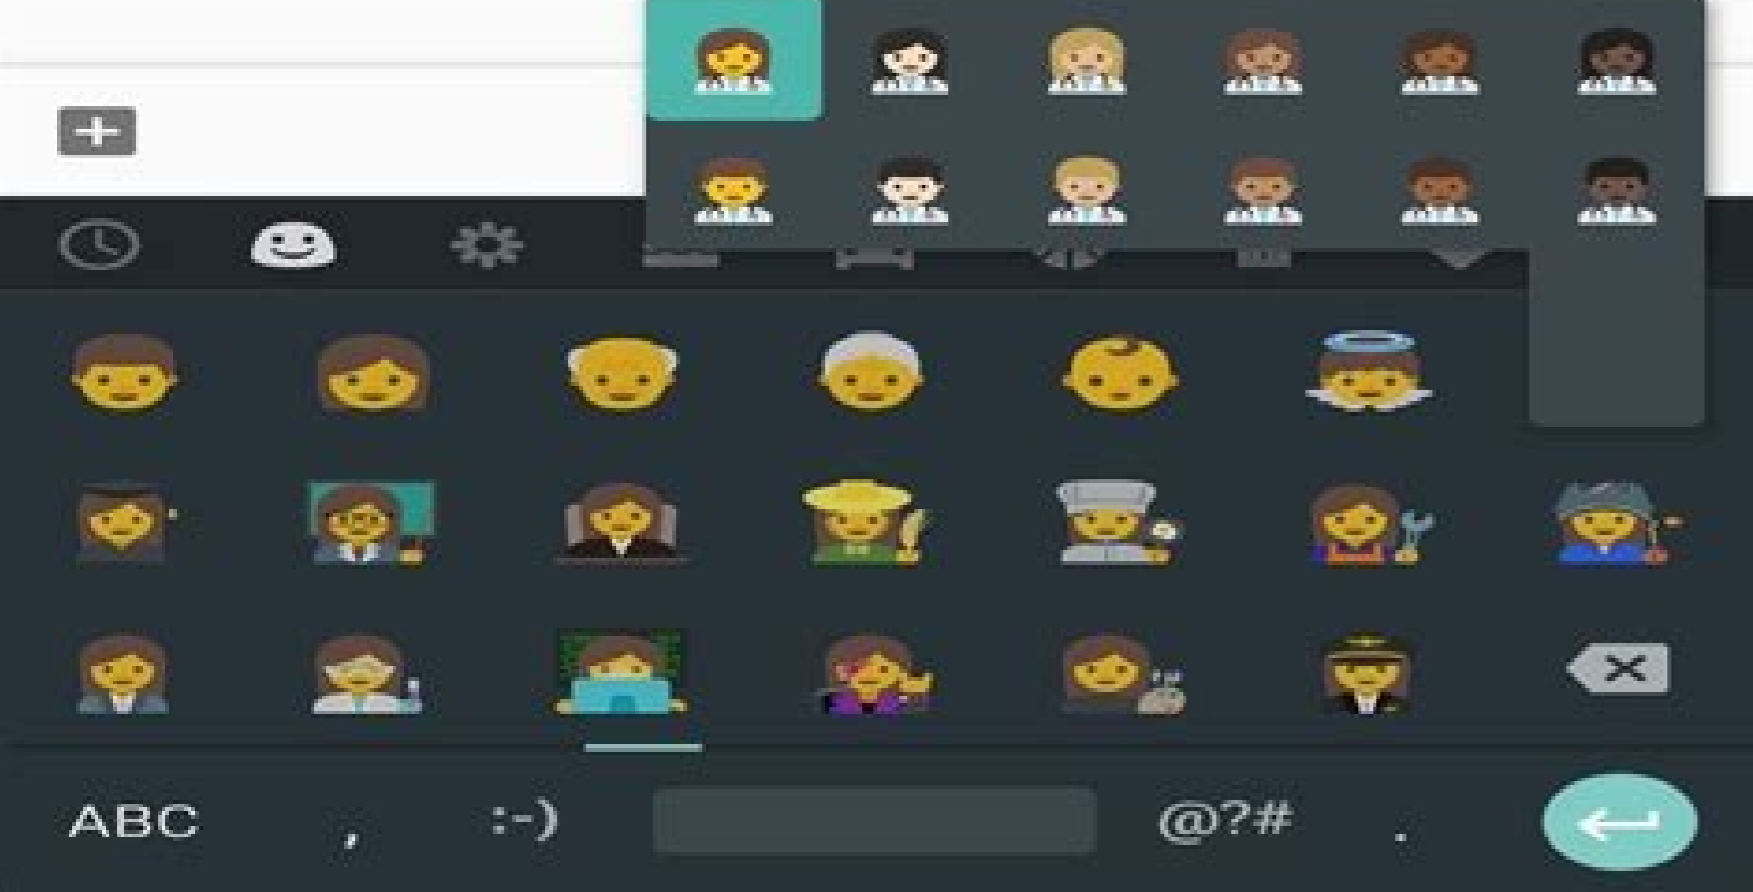 ABC , :-) @?# .